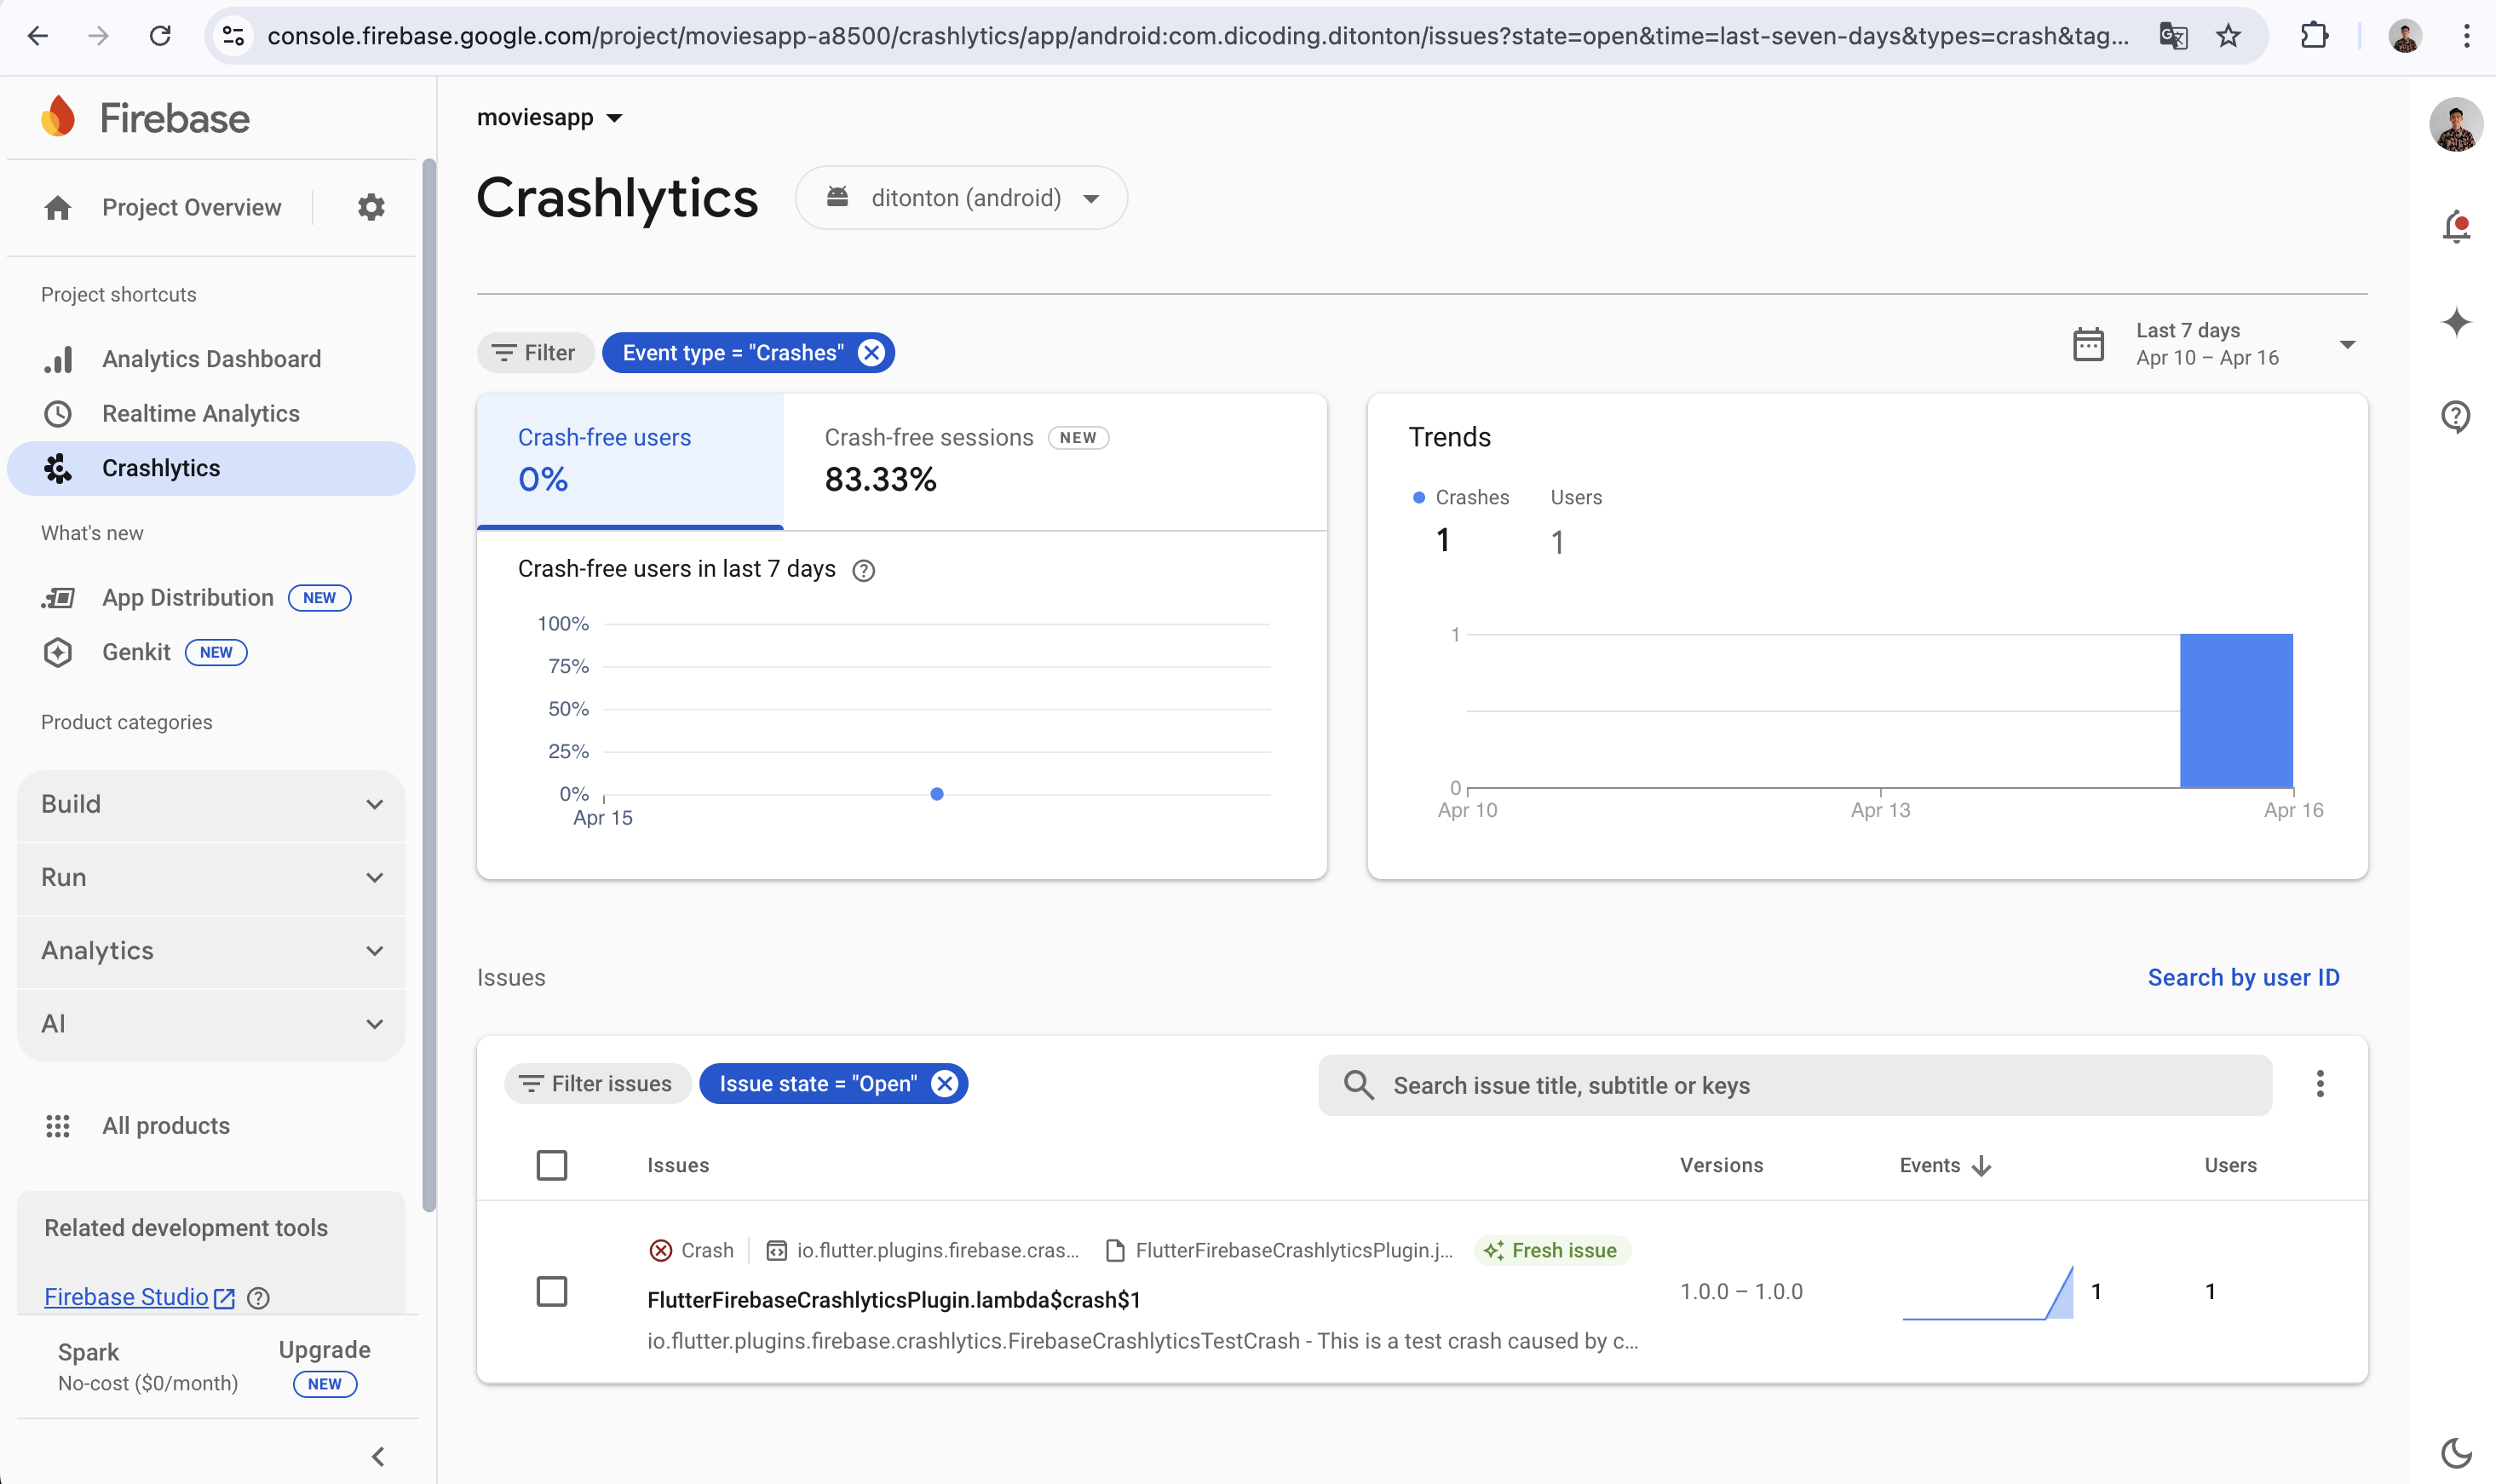 console.firebase.google.com/project/moviesapp-a8500/crashlytics/app/android:com.dicoding.ditonton/issues?state=open&time=last-seven-days&types=crash&tag...
Firebase
Project Overview
Project shortcuts
Analytics Dashboard
Realtime Analytics
Crashlytics
What's new
App Distribution NEW
Genkit NEW
Product categories
Build
Run
Analytics
AI
All products
Related development tools
Firebase Studio
Spark
No-cost ($0/month)
Upgrade
NEW
moviesapp
Crashlytics
ditonton (android)
Filter
Event type = "Crashes"
Last 7 days
Apr 10 – Apr 16
Crash-free users
0%
Crash-free sessions NEW
83.33%
Crash-free users in last 7 days
100%
75%
50%
25%
0%
Apr 15
Trends
Crashes Users
1 1
1
0
Apr 10 Apr 13 Apr 16
Issues
Search by user ID
Filter issues
Issue state = "Open"
Search issue title, subtitle or keys
Issues Versions Events Users
Crash io.flutter.plugins.firebase.cras... FlutterFirebaseCrashlyticsPlugin.j... Fresh issue
FlutterFirebaseCrashlyticsPlugin.lambda$crash$1
io.flutter.plugins.firebase.crashlytics.FirebaseCrashlyticsTestCrash - This is a test crash caused by c...
1.0.0 – 1.0.0 1 1